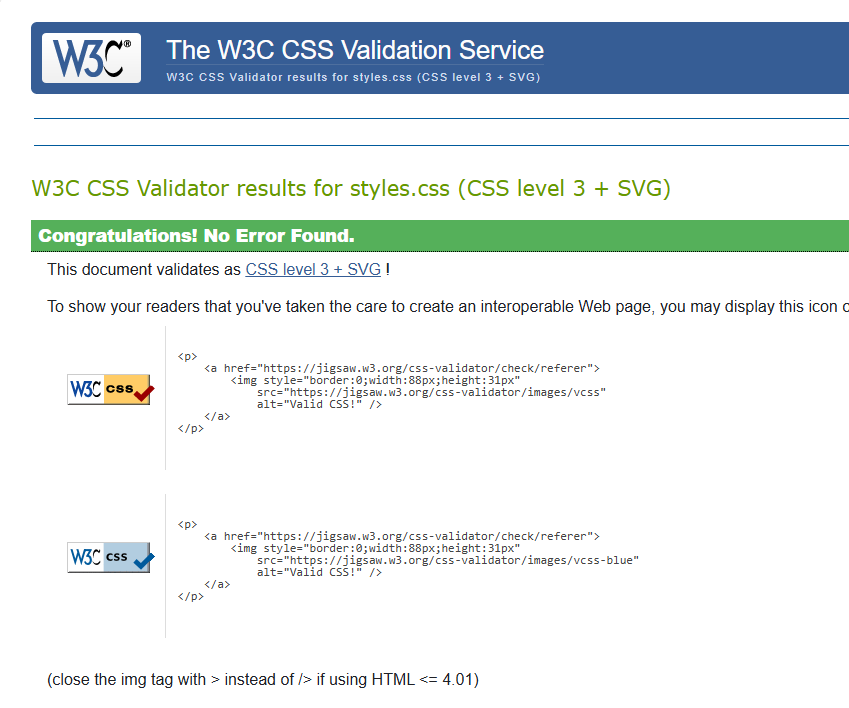 W3C®
The W3C CSS Validation Service
W3C CSS Validator results for styles.css (CSS level 3 + SVG)
W3C CSS Validator results for styles.css (CSS level 3 + SVG)
Congratulations! No Error Found.
This document validates as CSS level 3 + SVG !
To show your readers that you've taken the care to create an interoperable Web page, you may display this icon
W3C css
<p>
<a href="https://jigsaw.w3.org/css-validator/check/referer">
<img style="border:0;width:88px;height:31px"
src="https://jigsaw.w3.org/css-validator/images/vcss"
alt="Valid CSS!" />
</a>
</p>
W3C css
<p>
<a href="https://jigsaw.w3.org/css-validator/check/referer">
<img style="border:0;width:88px;height:31px"
src="https://jigsaw.w3.org/css-validator/images/vcss-blue"
alt="Valid CSS!" />
</a>
</p>
(close the img tag with > instead of /> if using HTML <= 4.01)